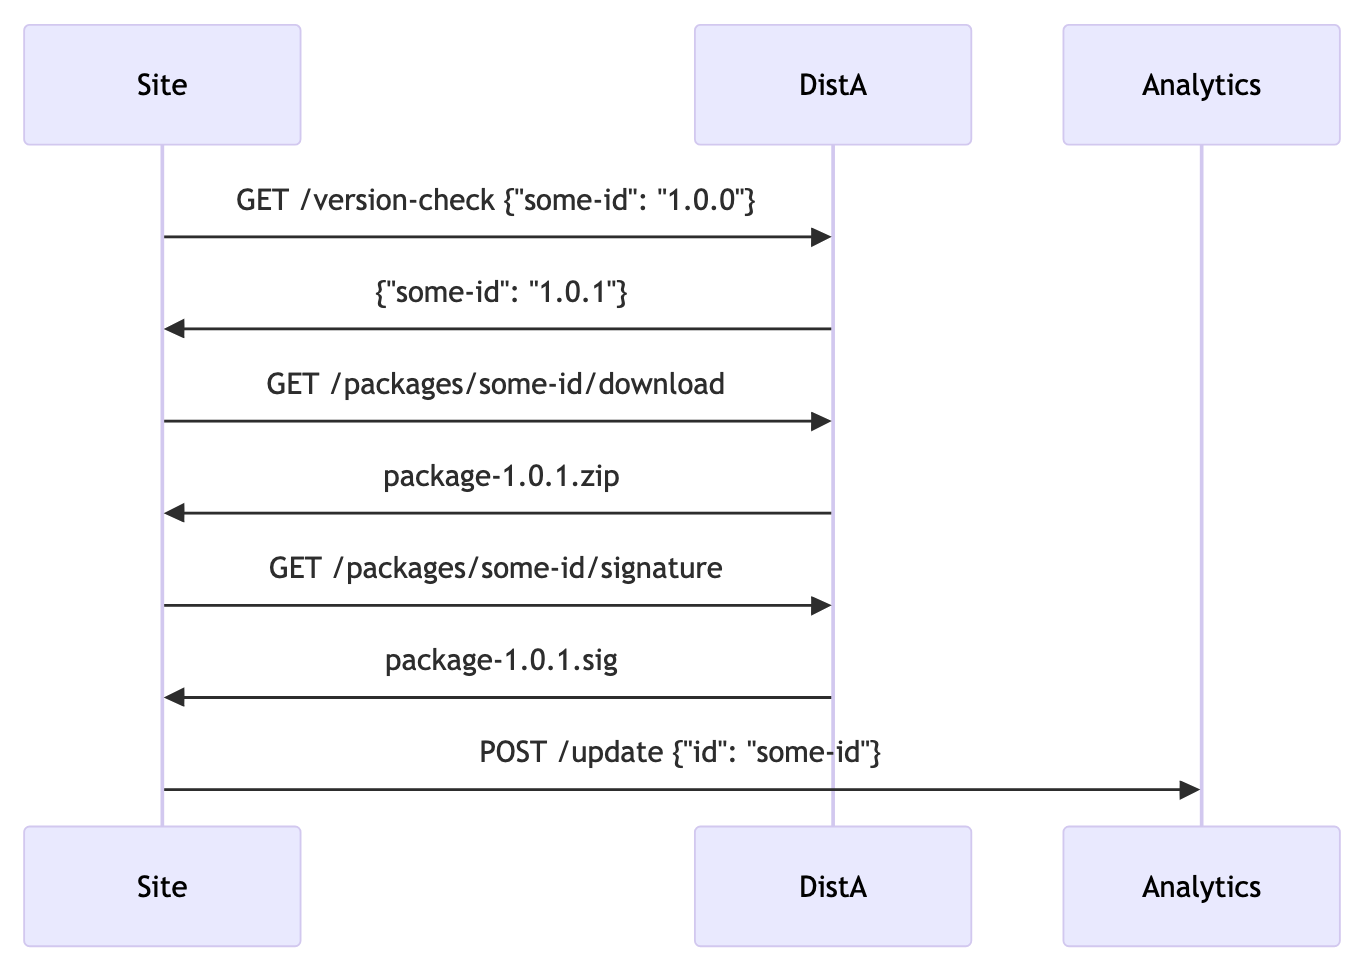 Site
DistA
Analytics
GET /version-check {"some-id": "1.0.0"}
{"some-id": "1.0.1"}
GET /packages/some-id/download
package-1.0.1.zip
GET /packages/some-id/signature
package-1.0.1.sig
POST /update {"id": "some-id"}
Site
DistA
Analytics